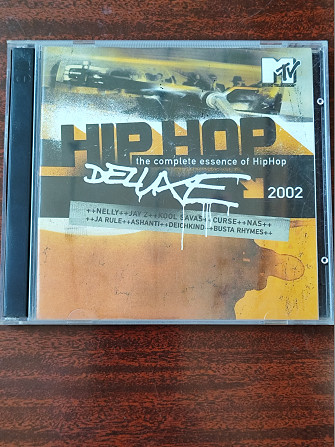 MTV
HIP HOP
the complete essence of HipHop
DELUXE
2002
++NELLY++JAY Z++KOOL SAVAS++CURSE++NAS++
++JA RULE++ASHANTI++DEICHKIND++BUSTA RHYMES++